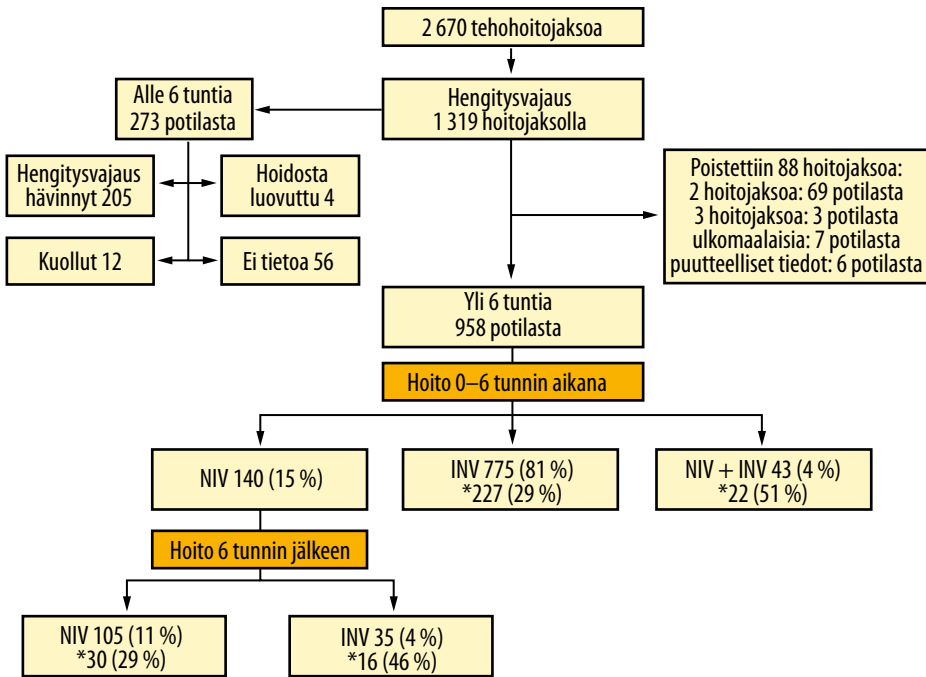 2 670 tehohoitojaksoa
Alle 6 tuntia
273 potilasta
Hengitysvajaus
1 319 hoitojaksolla
Hengitysvajaus
hävinnyt 205
Hoidosta
luovuttu 4
Kuollut 12
Ei tietoa 56
Poistettiin 88 hoitojaksoa:
2 hoitojaksoa: 69 potilasta
3 hoitojaksoa: 3 potilasta
ulkomaalaisia: 7 potilasta
puutteelliset tiedot: 6 potilasta
Yli 6 tuntia
958 potilasta
Hoito 0–6 tunnin aikana
NIV 140 (15 %)
INV 775 (81 %)
*227 (29 %)
NIV + INV 43 (4 %)
*22 (51 %)
Hoito 6 tunnin jälkeen
NIV 105 (11 %)
*30 (29 %)
INV 35 (4 %)
*16 (46 %)